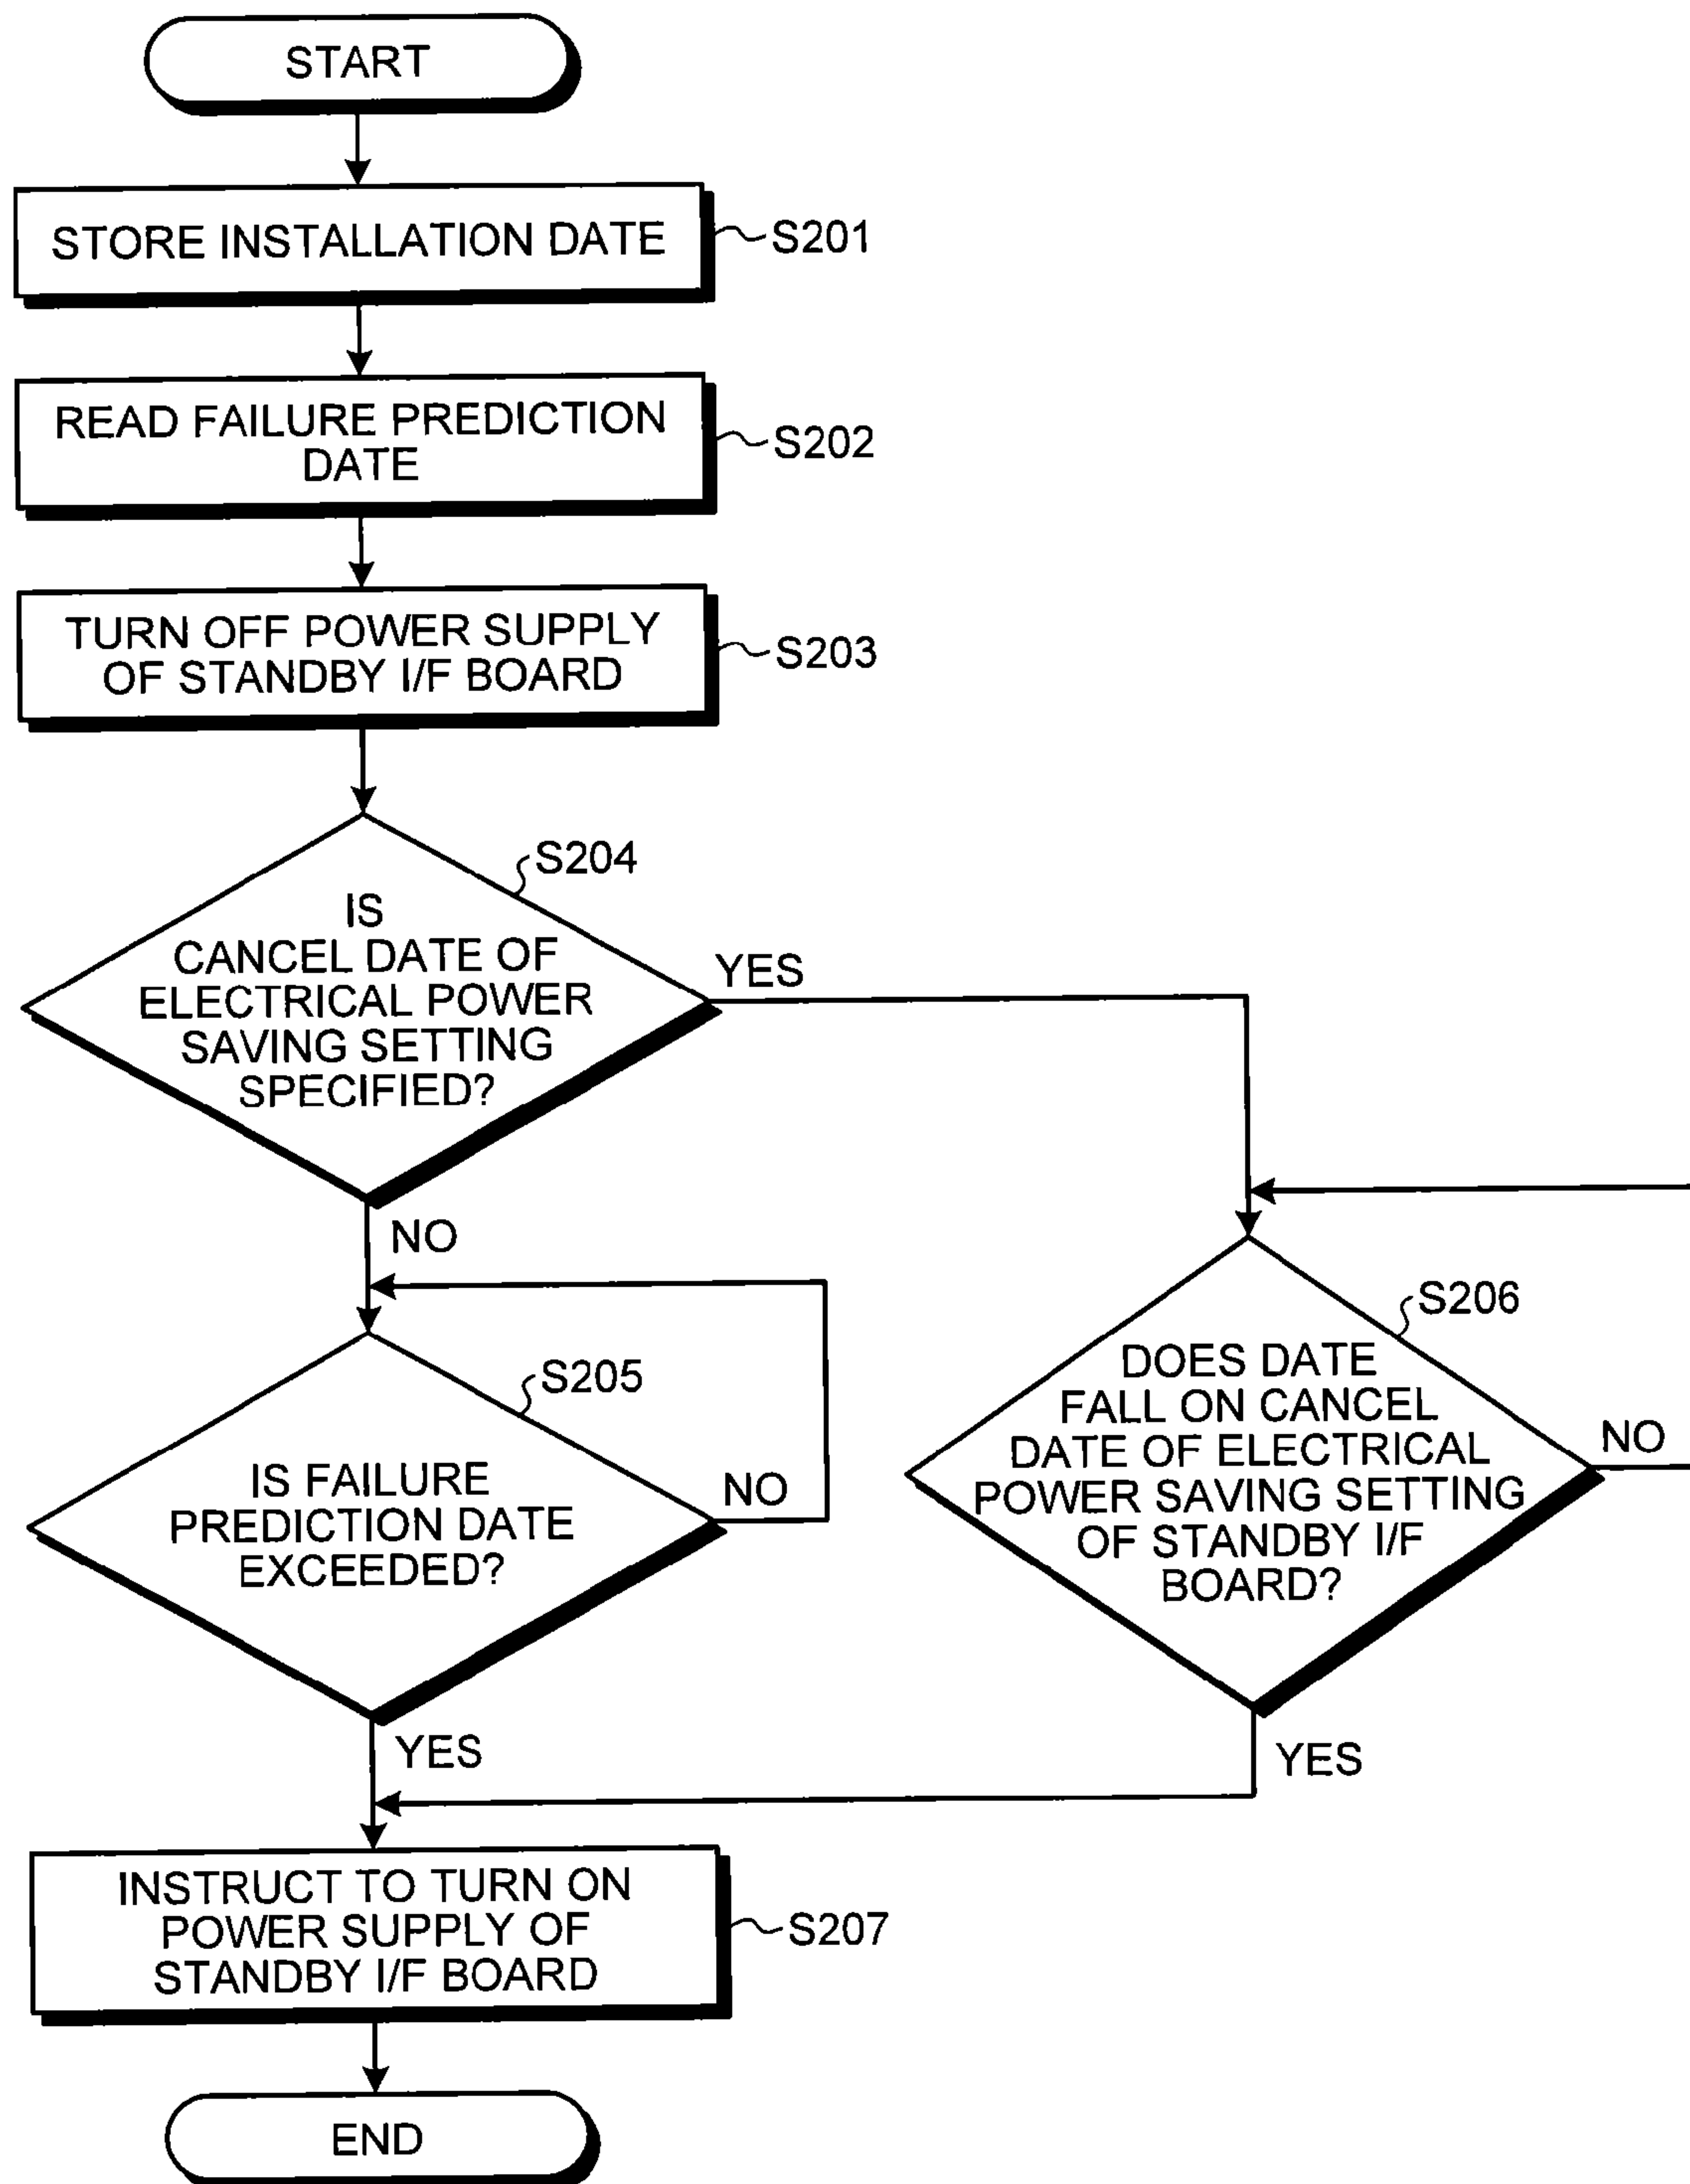 START
STORE INSTALLATION DATE
S201
READ FAILURE PREDICTION
DATE
S202
TURN OFF POWER SUPPLY
OF STANDBY I/F BOARD
S203
S204
IS
CANCEL DATE OF
ELECTRICAL POWER
SAVING SETTING
SPECIFIED?
YES
NO
S205
IS FAILURE
PREDICTION DATE
EXCEEDED?
NO
YES
S206
DOES DATE
FALL ON CANCEL
DATE OF ELECTRICAL
POWER SAVING SETTING
OF STANDBY I/F
BOARD?
NO
YES
INSTRUCT TO TURN ON
POWER SUPPLY OF
STANDBY I/F BOARD
S207
END